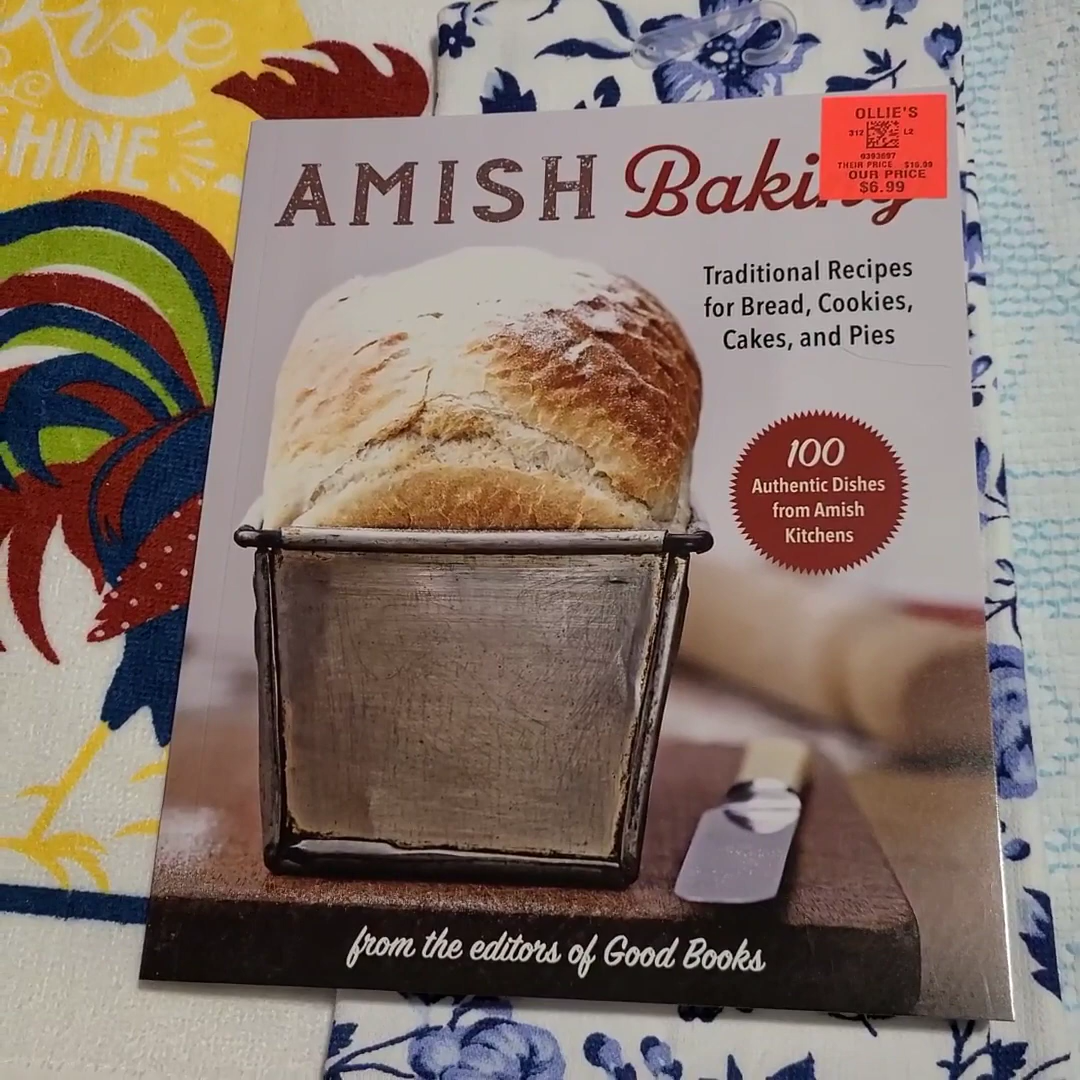 Rise
SHINE
OLLIE'S
312 L2
0393697
THEIR PRICE $16.99
OUR PRICE
$6.99
AMISH Baking
Traditional Recipes
for Bread, Cookies,
Cakes, and Pies
100
Authentic Dishes
from Amish
Kitchens
from the editors of Good Books